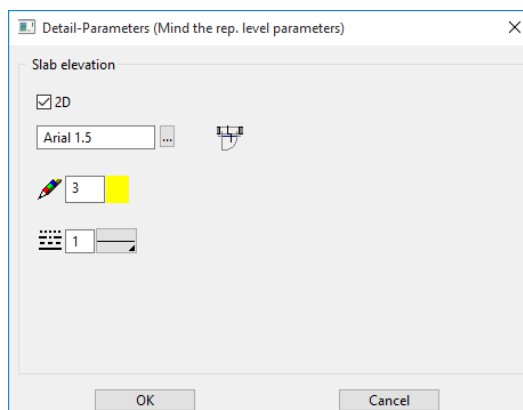 Detail-Parameters (Mind the rep. level parameters)
Slab elevation
2D
Arial 1.5 ...
3
1
OK Cancel